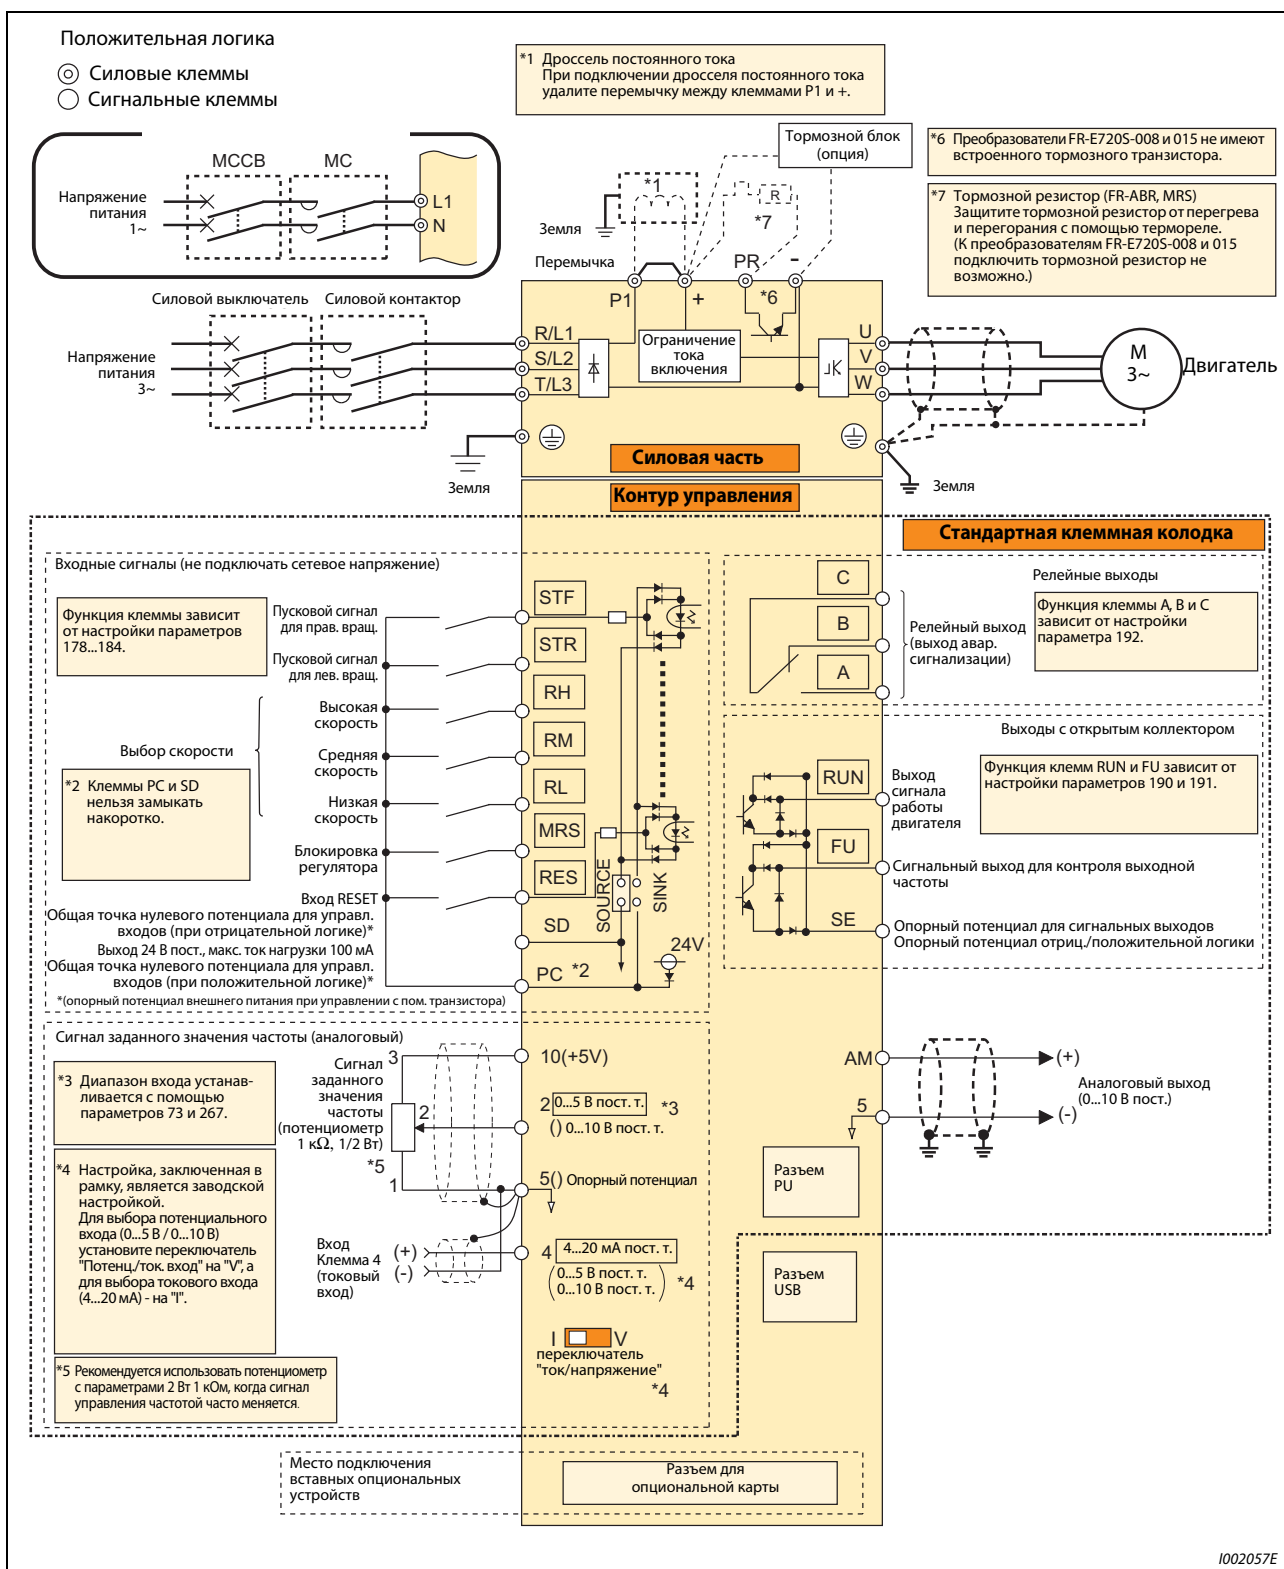 Положительная логика
Силовые клеммы
Сигнальные клеммы
*1 Дроссель постоянного тока
При подключении дросселя постоянного тока
удалите перемычку между клеммами P1 и +.
Тормозной блок
(опция)
*6 Преобразователи FR-E720S-008 и 015 не имеют
встроенного тормозного транзистора.
*7 Тормозной резистор (FR-ABR, MRS)
Защитите тормозной резистор от перегрева
и перегорания с помощью термореле.
(К преобразователям FR-E720S-008 и 015
подключить тормозной резистор не
возможно.)
MCCB
MC
Напряжение
питания
1~
L1
N
*1
R
*7
Земля
Перемычка
PR
-
P1
+
*6
Силовой выключатель
Силовой контактор
Напряжение
питания
3~
R/L1
S/L2
T/L3
Ограничение
тока
включения
U
V
W
M
3~
Двигатель
Земля
Силовая часть
Земля
Контур управления
Стандартная клеммная колодка
Входные сигналы (не подключать сетевое напряжение)
Функция клеммы зависит
от настройки параметров
178...184.
Пусковой сигнал
для прав. вращ.
STF
Пусковой сигнал
для лев. вращ.
STR
Высокая
скорость
RH
Выбор скорости
Средняя
скорость
RM
*2 Клеммы PC и SD
нельзя замыкать
накоротко.
Низкая
скорость
RL
Блокировка
регулятора
MRS
Вход RESET
RES
Общая точка нулевого потенциала для управл.
входов (при отрицательной логике)*
SD
Выход 24 В пост., макс. ток нагрузки 100 мА
Общая точка нулевого потенциала для управл.
входов (при положительной логике)*
PC *2
*(опорный потенциал внешнего питания при управлении с пом. транзистора)
SOURCE
SINK
24V
Релейные выходы
C
B
A
Релейный выход
(выход авар.
сигнализации)
Функция клеммы A, B и C
зависит от настройки
параметра 192.
Выходы с открытым коллектором
RUN
Выход
сигнала
работы
двигателя
Функция клемм RUN и FU зависит от
настройки параметров 190 и 191.
FU
Сигнальный выход для контроля выходной
частоты
SE
Опорный потенциал для сигнальных выходов
Опорный потенциал отриц./положительной логики
Сигнал заданного значения частоты (аналоговый)
*3 Диапазон входа устанав-
ливается с помощью
параметров 73 и 267.
Сигнал
заданного
значения
частоты
(потенциометр
1 кΩ, 1/2 Вт)
*5
3
2
1
10(+5V)
2 0...5 В пост. т. *3
() 0...10 В пост. т.
5() Опорный потенциал
*4 Настройка, заключенная в
рамку, является заводской
настройкой.
Для выбора потенциального
входа (0...5 В / 0...10 В)
установите переключатель
"Потенц./ток. вход" на "V", а
для выбора токового входа
(4...20 мА) - на "I".
Вход
Клемма 4
(токовый
вход)
(+)
(-)
4 4...20 мА пост. т.
(0...5 В пост. т.
0...10 В пост. т.) *4
I V
переключатель
"ток/напряжение"
*4
*5 Рекомендуется использовать потенциометр
с параметрами 2 Вт 1 кОм, когда сигнал
управления частотой часто меняется.
AM
(+)
Аналоговый выход
(0...10 В пост.)
5
(-)
Разъем
PU
Разъем
USB
Место подключения
вставных опциональных
устройств
Разъем для
опциональной карты
I002057E